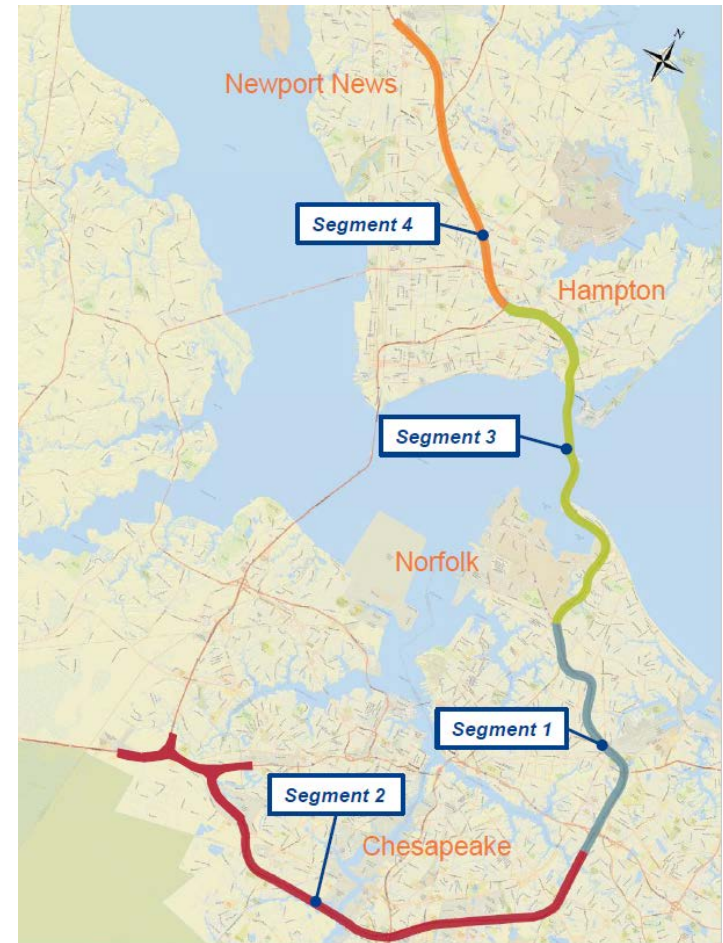 N
Newport News
Segment 4
Hampton
Segment 3
Norfolk
Segment 1
Segment 2
Chesapeake